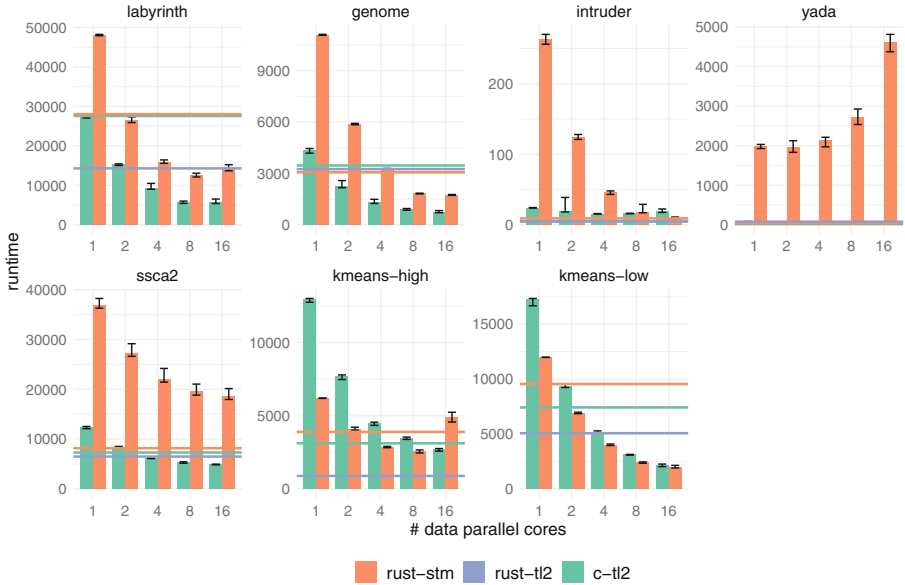 labyrinth genome intruder yada
50000
40000
30000
20000
10000
0
9000
6000
3000
0
200
100
0
5000
4000
3000
2000
1000
0
1 2 4 8 16
1 2 4 8 16
1 2 4 8 16
1 2 4 8 16
runtime
ssca2 kmeans-high kmeans-low
40000
30000
20000
10000
0
10000
5000
0
15000
10000
5000
0
1 2 4 8 16
1 2 4 8 16
1 2 4 8 16
# data parallel cores
rust-stm rust-tl2 c-tl2